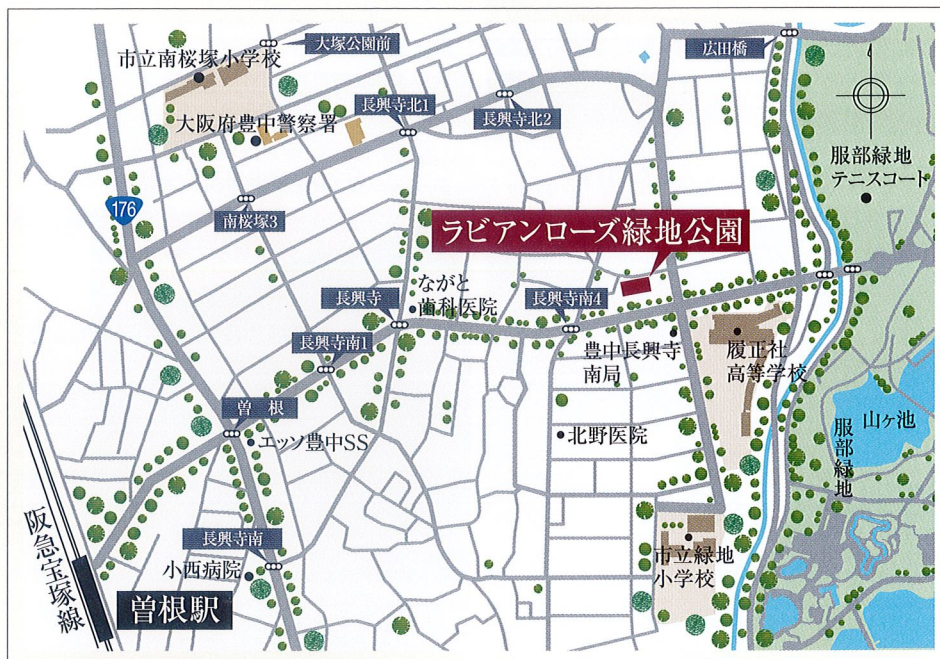 大塚公園前
広田橋
市立南桜塚小学校
長興寺北1
長興寺北2
大阪府豊中警察署
服部緑地
テニスコート
176
南桜塚3
ラビアンローズ緑地公園
ながと
歯科医院
長興寺
長興寺南4
長興寺南1
豊中長興寺
南局
履正社
高等学校
曽根
エッソ豊中SS
北野医院
山ヶ池
服部緑地
阪急宝塚線
長興寺南
小西病院
市立緑地
小学校
曽根駅